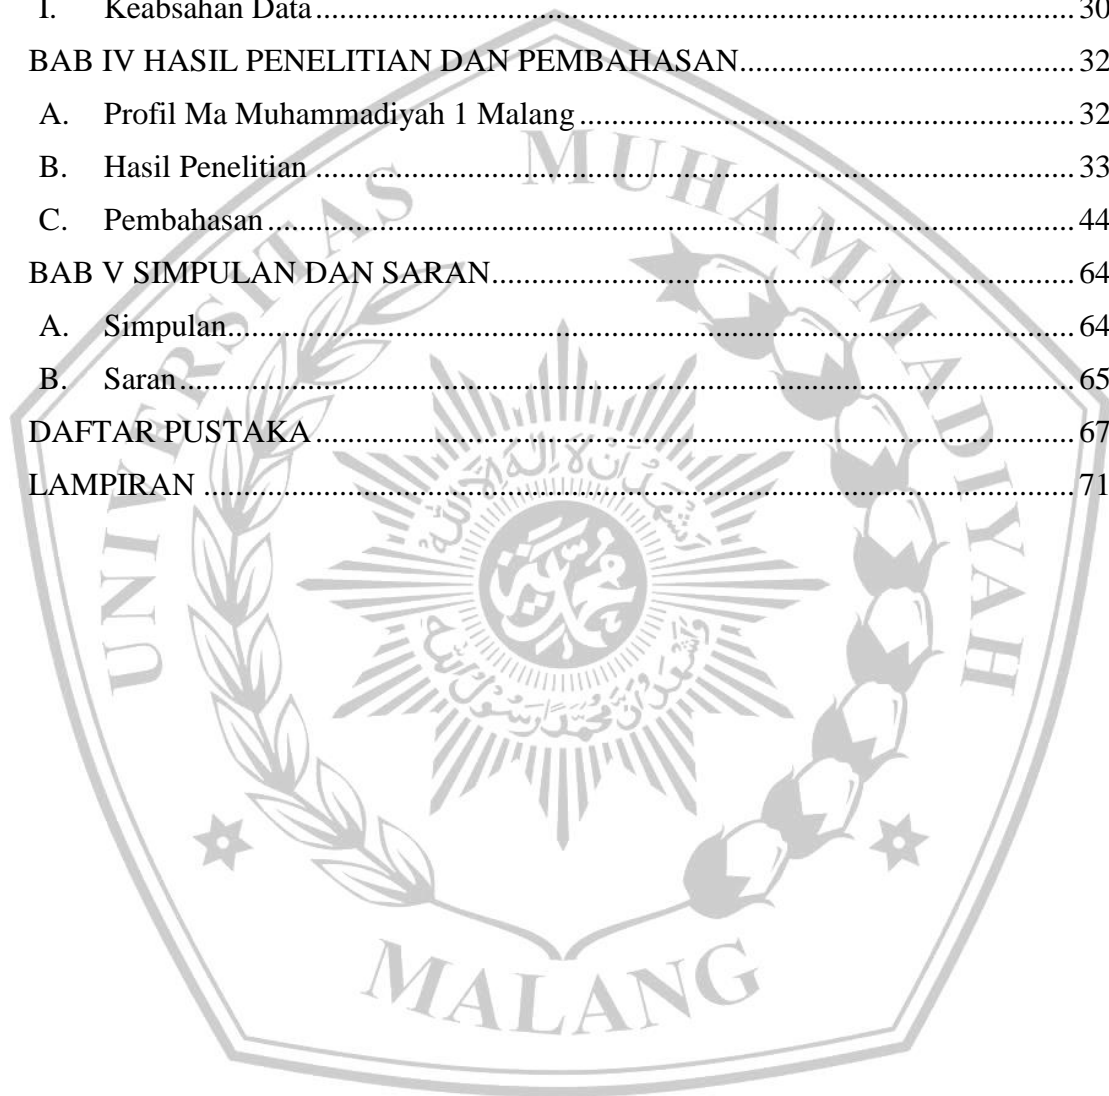 I. Keabsahan Data ........ 30
BAB IV HASIL PENELITIAN DAN PEMBAHASAN ........ 32
A. Profil Ma Muhammadiyah 1 Malang ........ 32
B. Hasil Penelitian ........ 33
C. Pembahasan ........ 44
BAB V SIMPULAN DAN SARAN ........ 64
A. Simpulan ........ 64
B. Saran ........ 65
DAFTAR PUSTAKA ........ 67
LAMPIRAN ........ 71
UNIVERSITAS MUHAMMADIYAH
MALANG